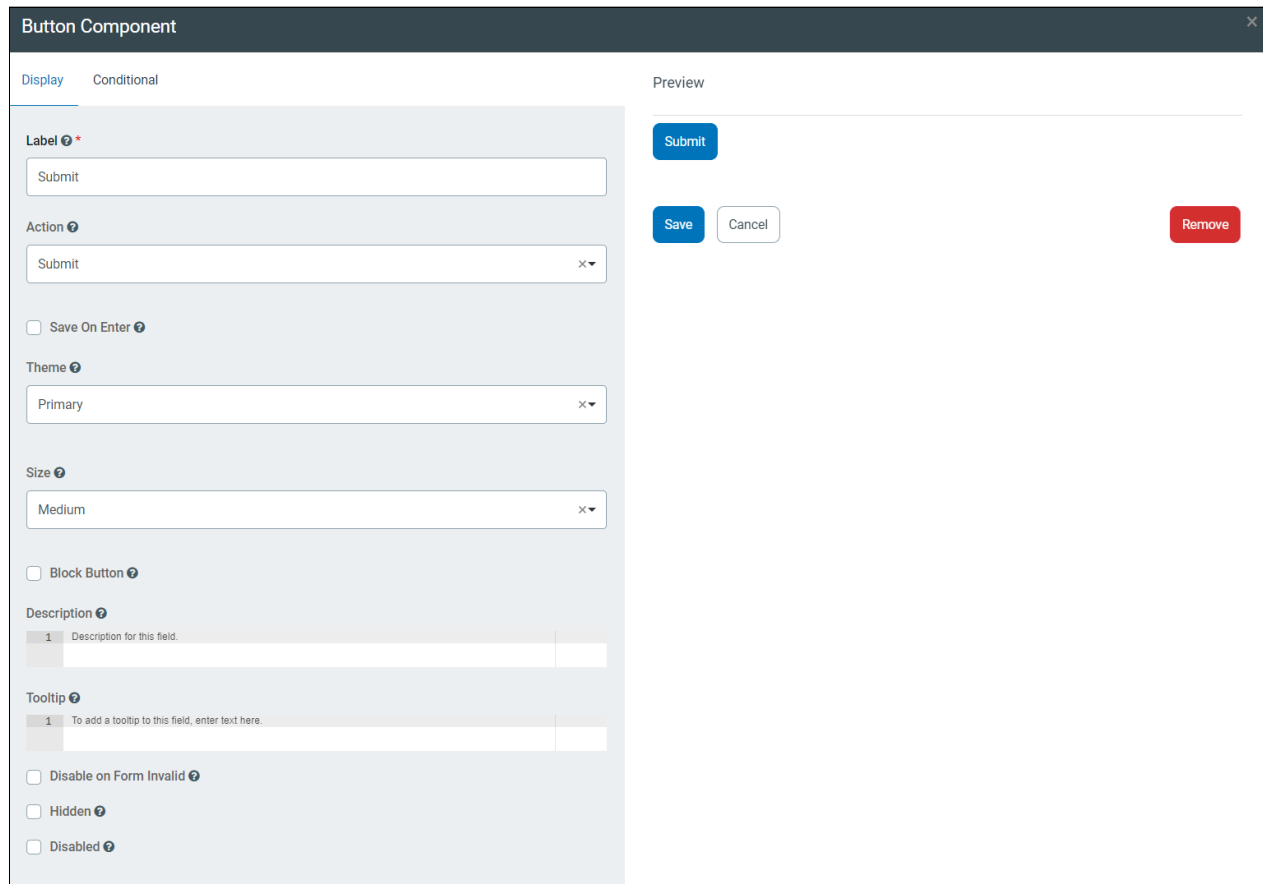 Button Component
×
Display Conditional
Label *
Submit
Action
Submit
×
Save On Enter
Theme
Primary
×
Size
Medium
×
Block Button
Description
1 Description for this field.
Tooltip
1 To add a tooltip to this field, enter text here.
Disable on Form Invalid
Hidden
Disabled
Preview
Submit
Save Cancel Remove